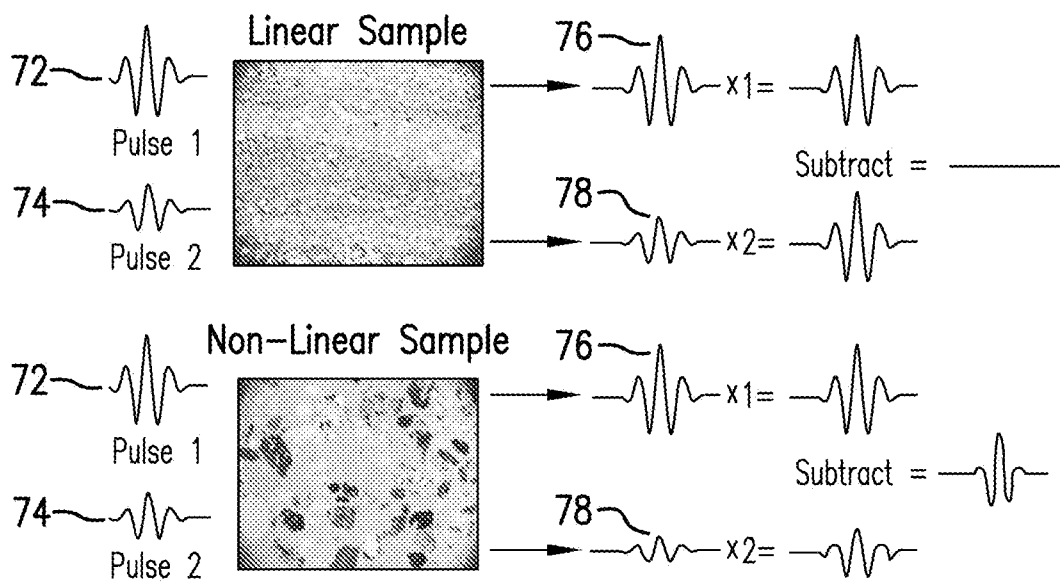 Linear Sample
72
Pulse 1
74
Pulse 2
76
x1=
78
x2=
Subtract =
Non-Linear Sample
72
Pulse 1
74
Pulse 2
76
x1=
78
x2=
Subtract =